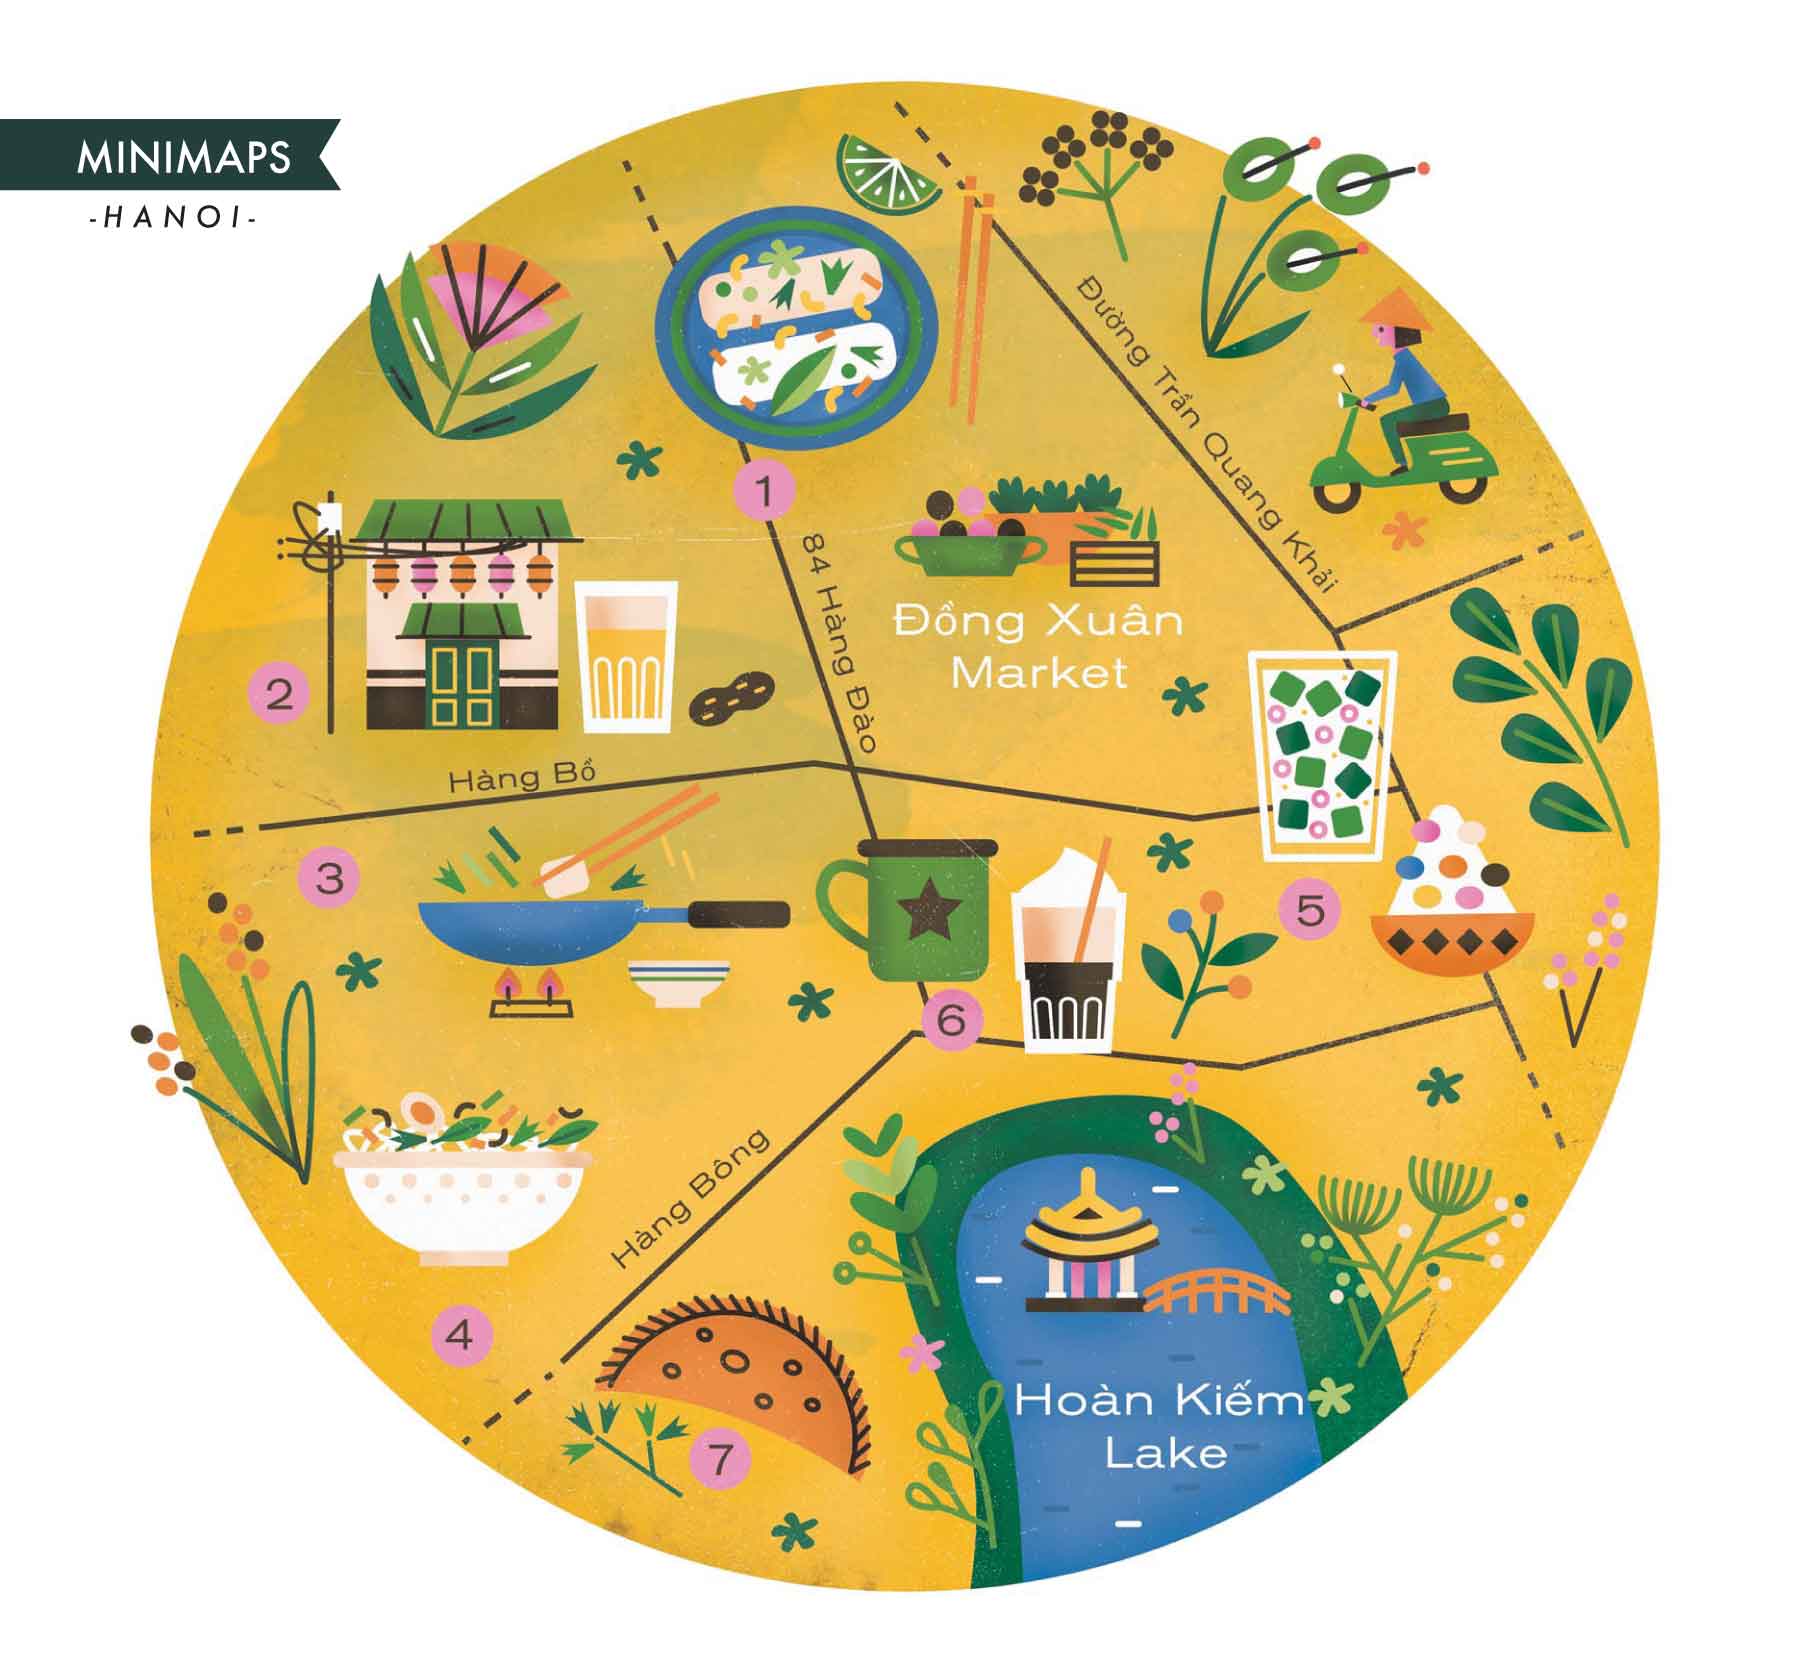 MINIMAPS
-HANOI-
Đường Trần Quang Khải
1
84 Hàng Đào
Đồng Xuân
Market
2
Hàng Bồ
3
5
6
Hàng Bông
4
Hoàn Kiếm
Lake
7